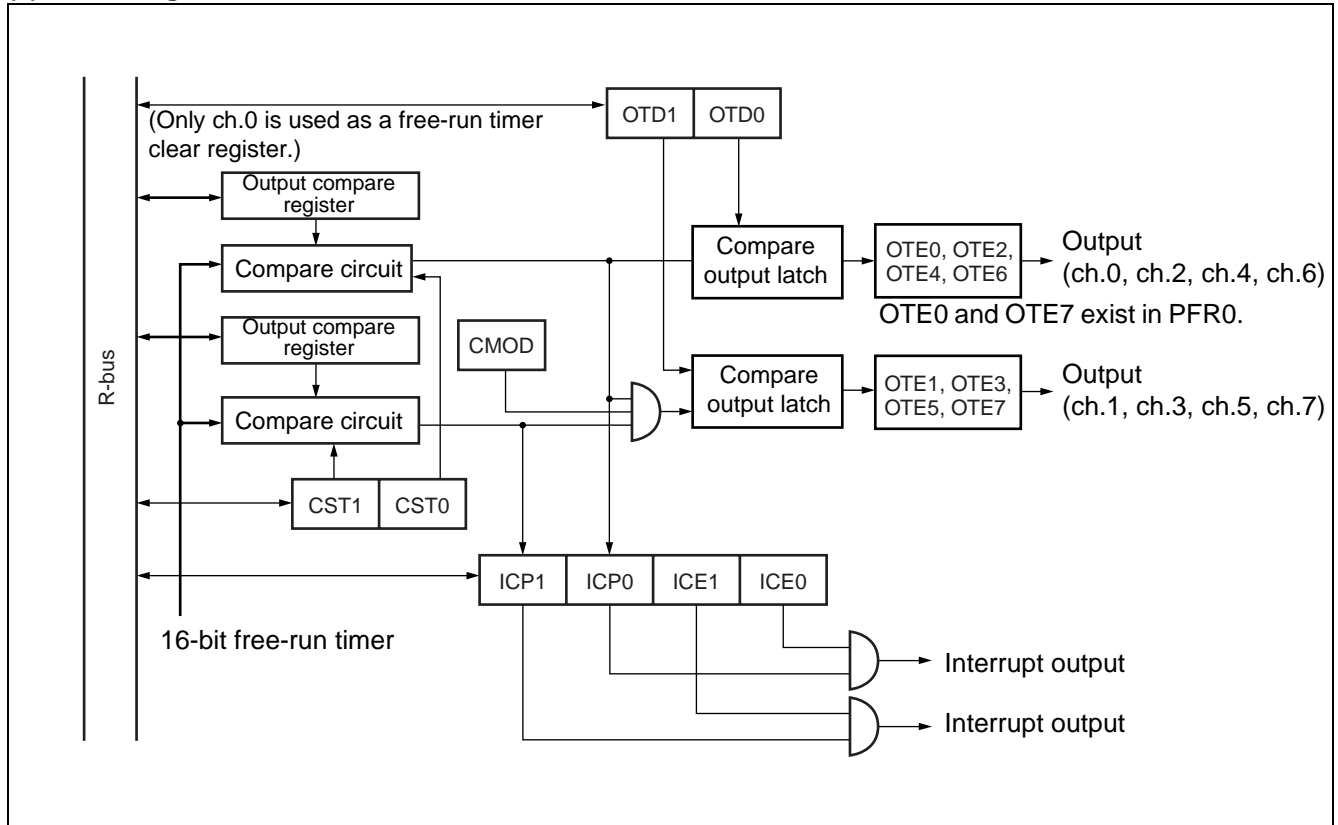 OTD1 OTD0
(Only ch.0 is used as a free-run timer
clear register.)
Output compare
register
Compare circuit
Compare
output latch
OTE0, OTE2,
OTE4, OTE6
Output
(ch.0, ch.2, ch.4, ch.6)
OTE0 and OTE7 exist in PFR0.
Output compare
register
CMOD
R-bus
Compare circuit
Compare
output latch
OTE1, OTE3,
OTE5, OTE7
Output
(ch.1, ch.3, ch.5, ch.7)
CST1 CST0
ICP1 ICP0 ICE1 ICE0
16-bit free-run timer
Interrupt output
Interrupt output